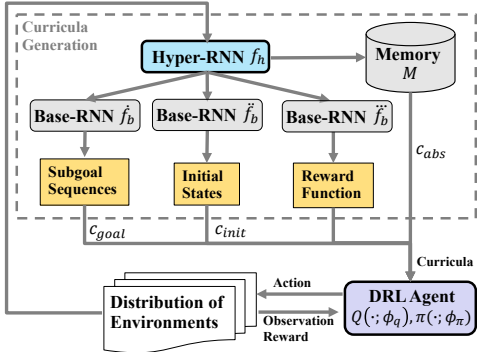 Curricula
Generation
Hyper-RNN f_h
Memory
M
Base-RNN ḟ_b
Base-RNN f̈_b
Base-RNN f⃛_b
Subgoal
Sequences
Initial
States
Reward
Function
c_abs
c_goal
c_init
Curricula
Action
Distribution of
Environments
Observation
Reward
DRL Agent
Q(·; ϕ_q), π(·; ϕ_π)